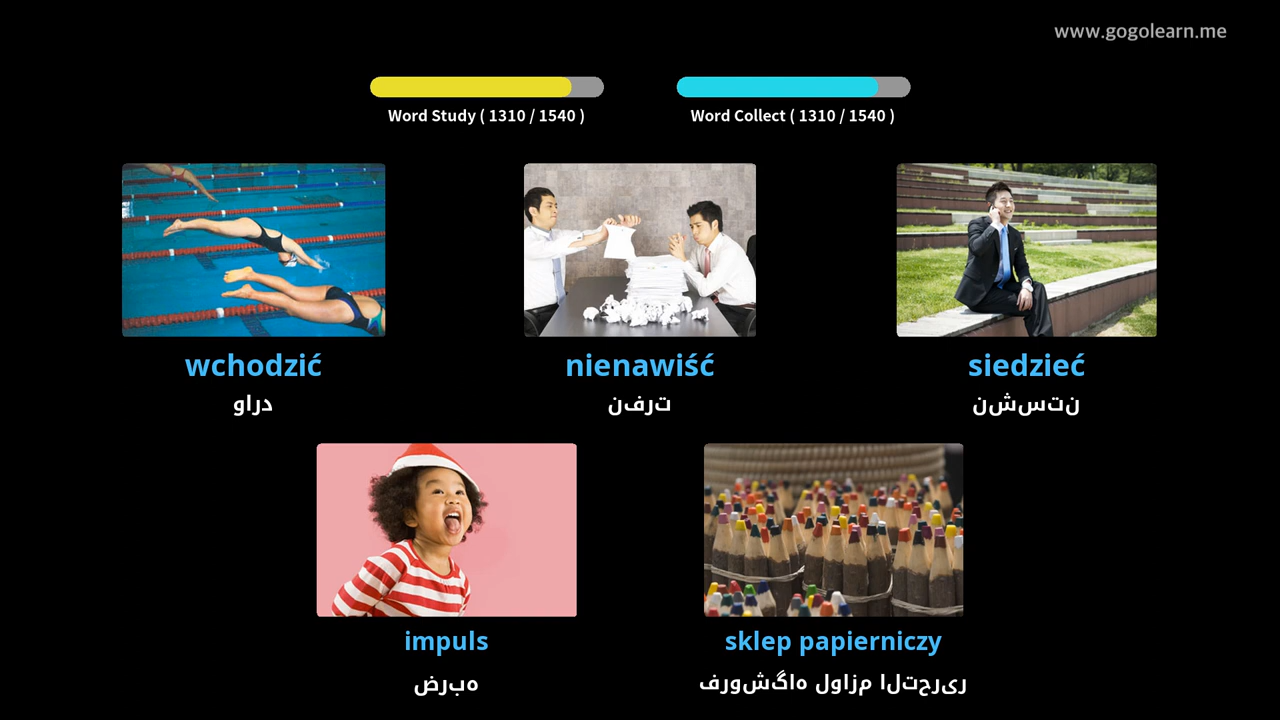 www.gogolearn.me
Word Study ( 1310 / 1540 )
Word Collect ( 1310 / 1540 )
wchodzić
دراو
nienawiść
ترفن
siedzieć
نتسشن
impuls
هبرض
sklep papierniczy
ریرحتلا مزاول هاگشورف